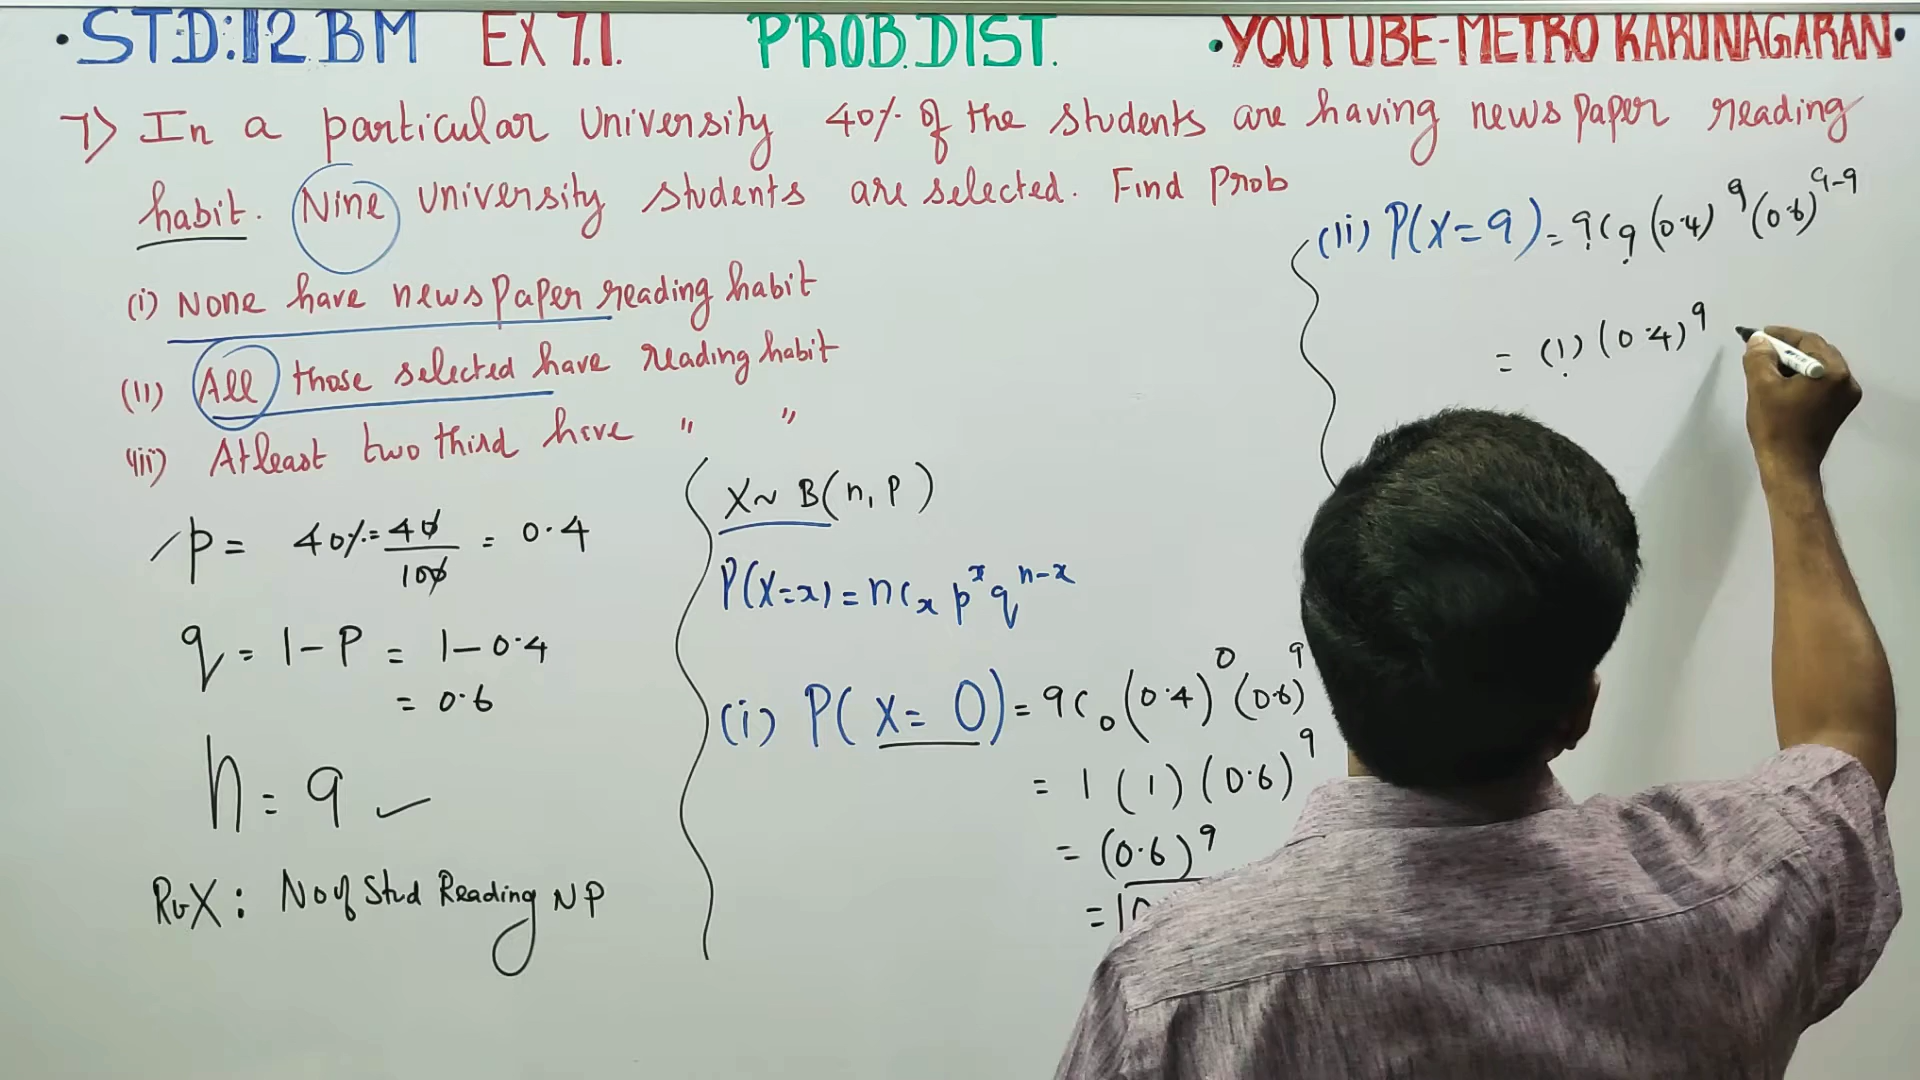 • STD:12 BM EX 7.1. PROB.DIST. • YOUTUBE-METRO KARUNAGARAN •
7) In a particular University 40% of the students are having news paper reading
habit. Nine University students are selected. Find Prob
(i) None have news paper reading habit
(ii) All those selected have reading habit
(iii) Atleast two third have " "
p = 40% = 40/100 = 0.4
q = 1 - P = 1 - 0.4
= 0.6
n = 9 ✓
RvX : No of Stud Reading NP
X ~ B(n, p)
P(X=x) = nCx p^x q^n-x
(i) P(X = 0) = 9C0 (0.4)^0 (0.6)^9
= 1 (1) (0.6)^9
= (0.6)^9
(ii) P(X=9) = 9C9 (0.4)^9 (0.6)^9-9
= (1) (0.4)^9